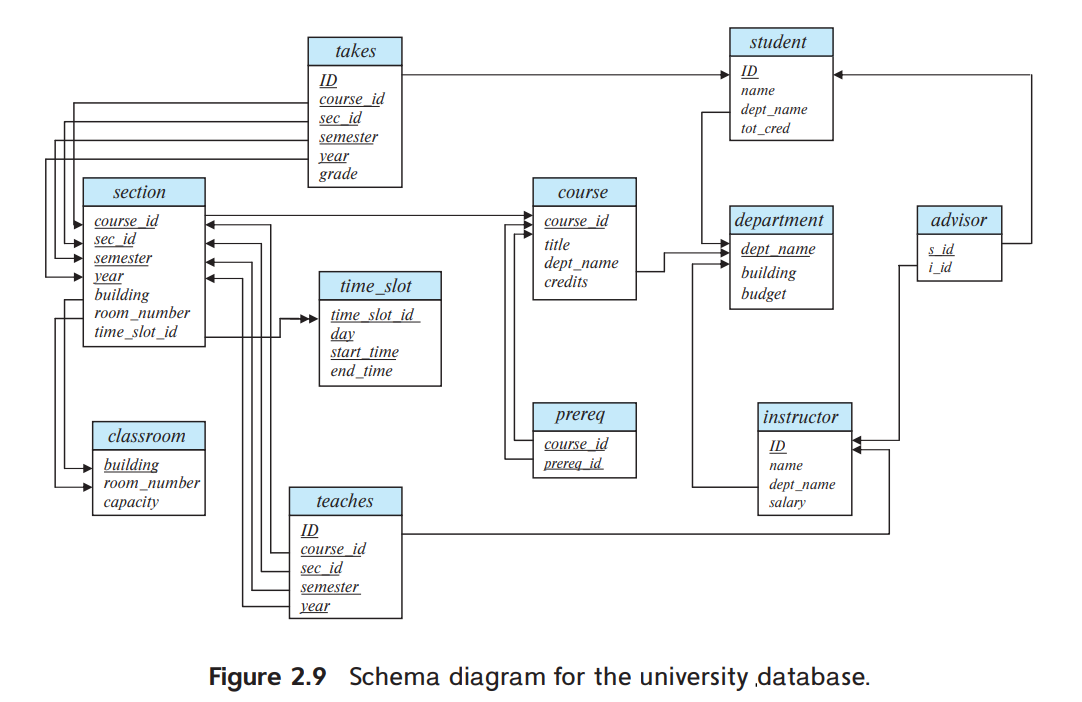 takes
ID
course_id
sec_id
semester
year
grade
student
ID
name
dept_name
tot_cred
section
course_id
sec_id
semester
year
building
room_number
time_slot_id
course
course_id
title
dept_name
credits
department
dept_name
building
budget
advisor
s_id
i_id
time_slot
time_slot_id
day
start_time
end_time
classroom
building
room_number
capacity
prereq
course_id
prereq_id
instructor
ID
name
dept_name
salary
teaches
ID
course_id
sec_id
semester
year
Figure 2.9 Schema diagram for the university database.